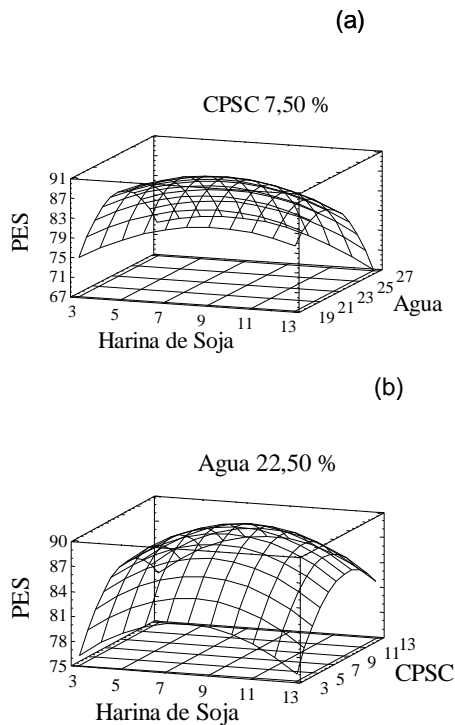 (a)
CPSC 7,50 %
PES
91
87
83
79
75
71
67
3 5 7 9 11 13
Harina de Soja
19 21 23 25 27
Agua
(b)
Agua 22,50 %
PES
90
87
84
81
78
75
3 5 7 9 11 13
Harina de Soja
3 5 7 9 11 13
CPSC